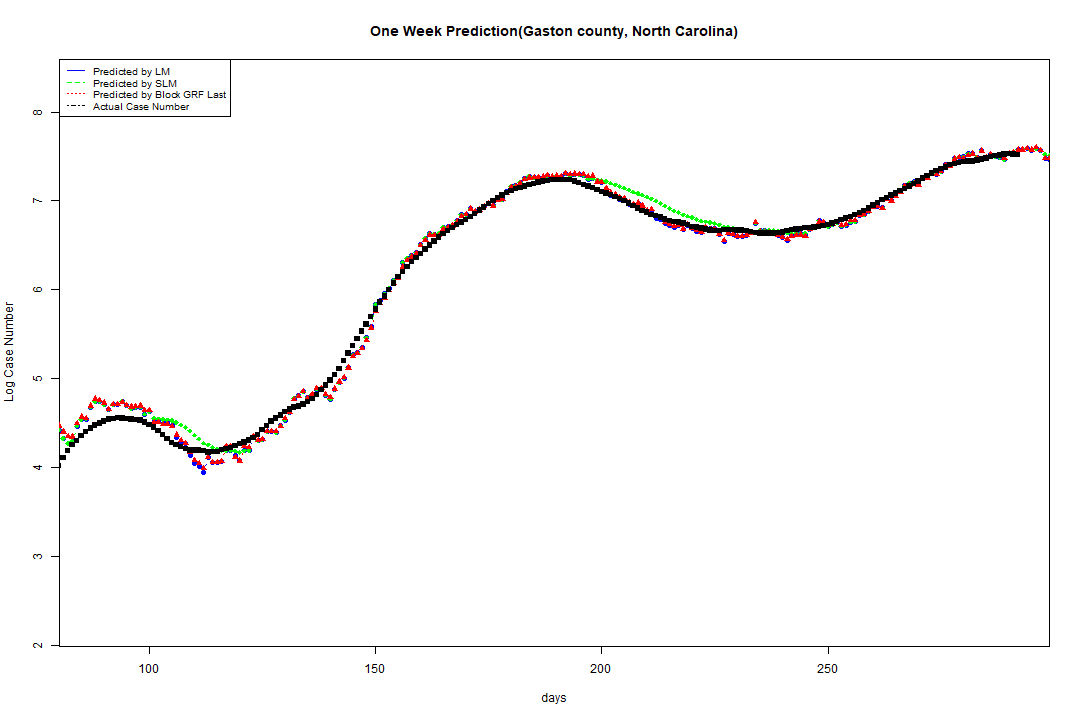 One Week Prediction(Gaston county, North Carolina)
Predicted by LM
Predicted by SLM
Predicted by Block GRF Last
Actual Case Number
8
7
6
5
4
3
2
Log Case Number
100
150
200
250
days